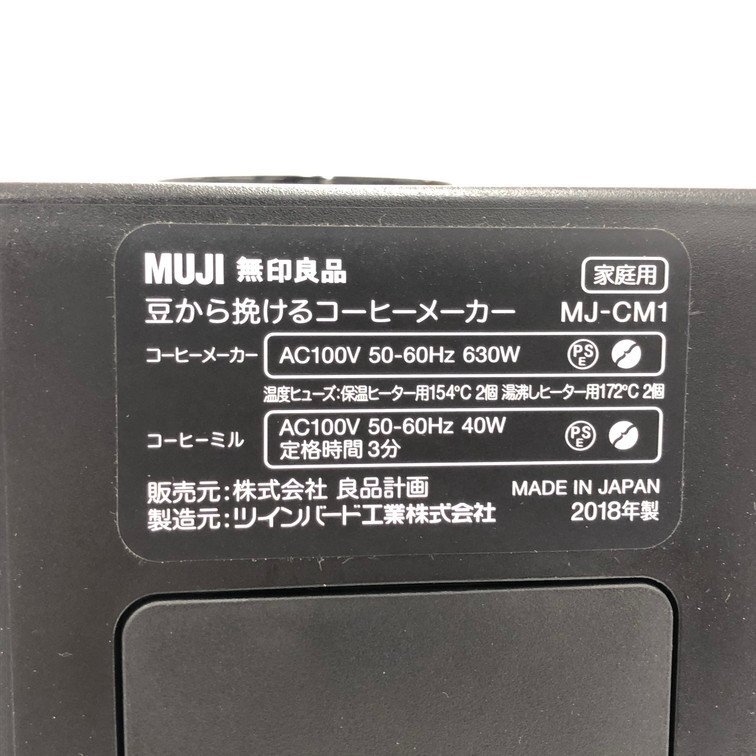 MUJI 無印良品 家庭用
豆から挽けるコーヒーメーカー MJ-CM1
コーヒーメーカー AC100V 50-60Hz 630W PSE
温度ヒューズ:保温ヒーター用154℃ 2個 湯沸しヒーター用172℃ 2個
コーヒーミル AC100V 50-60Hz 40W PSE
定格時間 3分
販売元:株式会社 良品計画 MADE IN JAPAN
製造元:ツインバード工業株式会社 2018年製